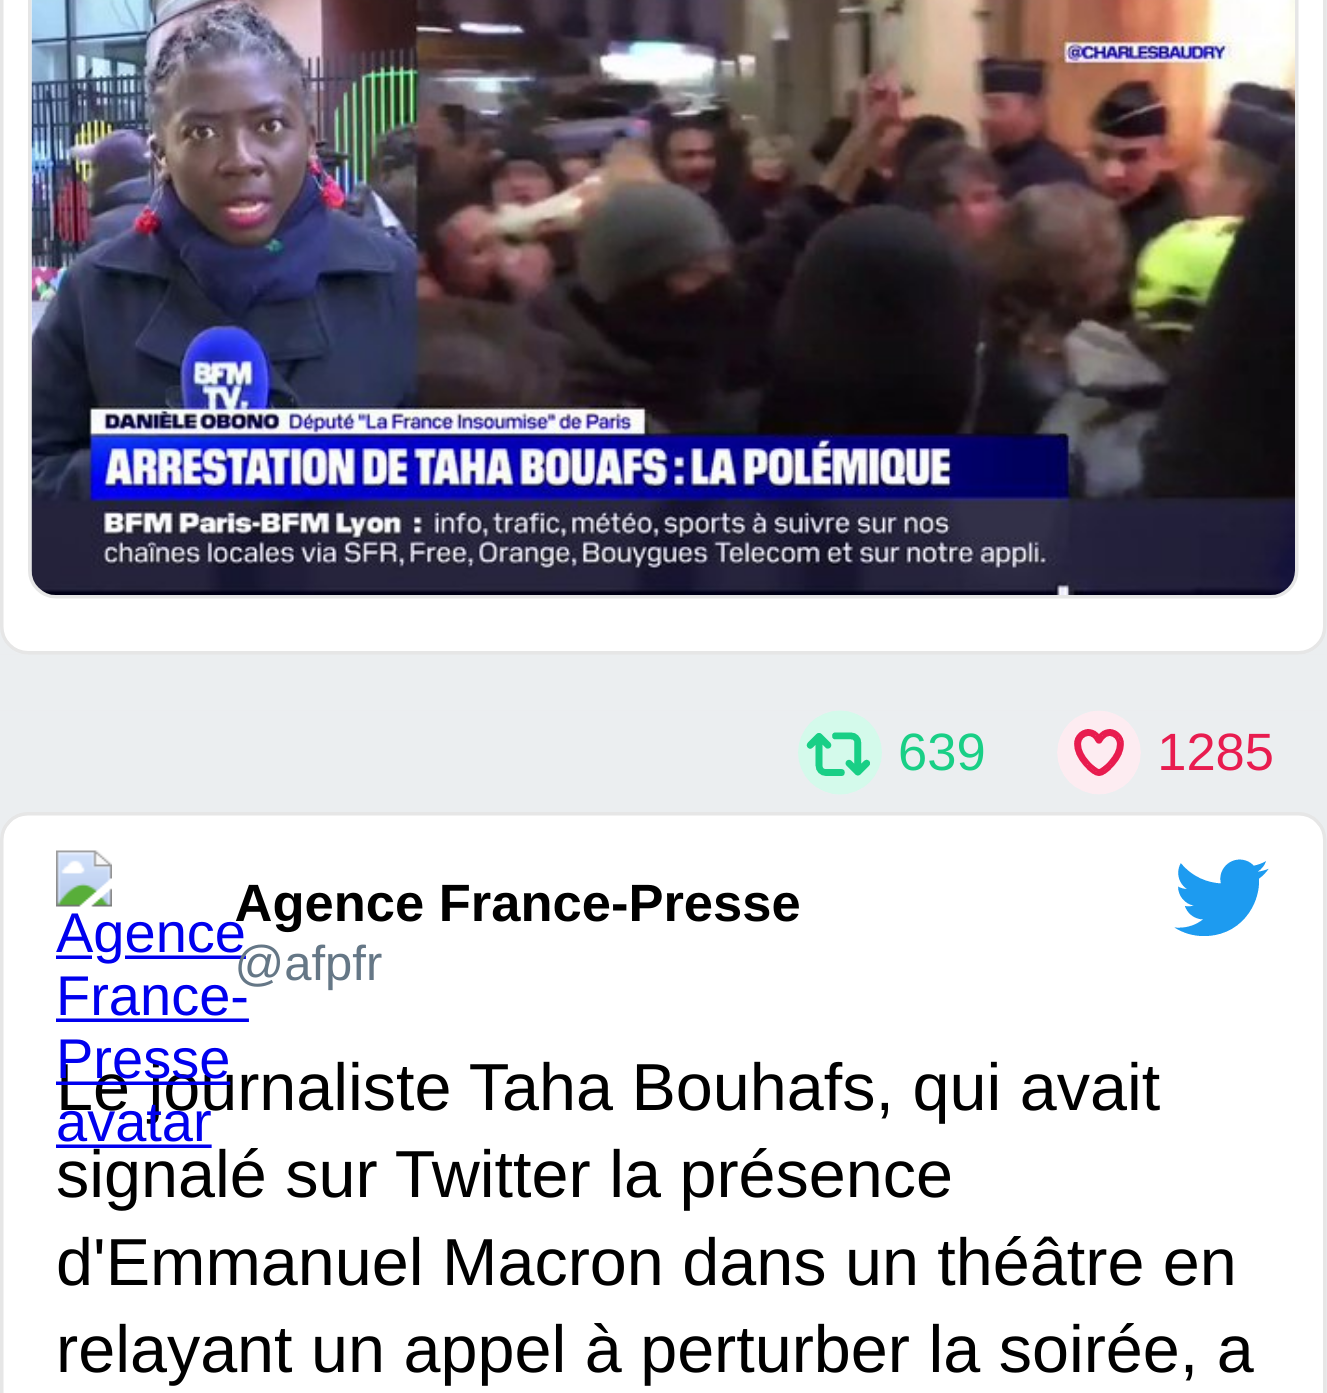 @CHARLESBAUDRY
BFM
TV.
DANIÈLE OBONO Député "La France Insoumise" de Paris
ARRESTATION DE TAHA BOUAFS : LA POLÉMIQUE
BFM Paris-BFM Lyon : info, trafic, météo, sports à suivre sur nos
chaînes locales via SFR, Free, Orange, Bouygues Telecom et sur notre appli.
639 1285
Agence France-Presse
@afpfr
Agence
France-
Presse
avatar
Le journaliste Taha Bouhafs, qui avait
signalé sur Twitter la présence
d'Emmanuel Macron dans un théâtre en
relayant un appel à perturber la soirée, a